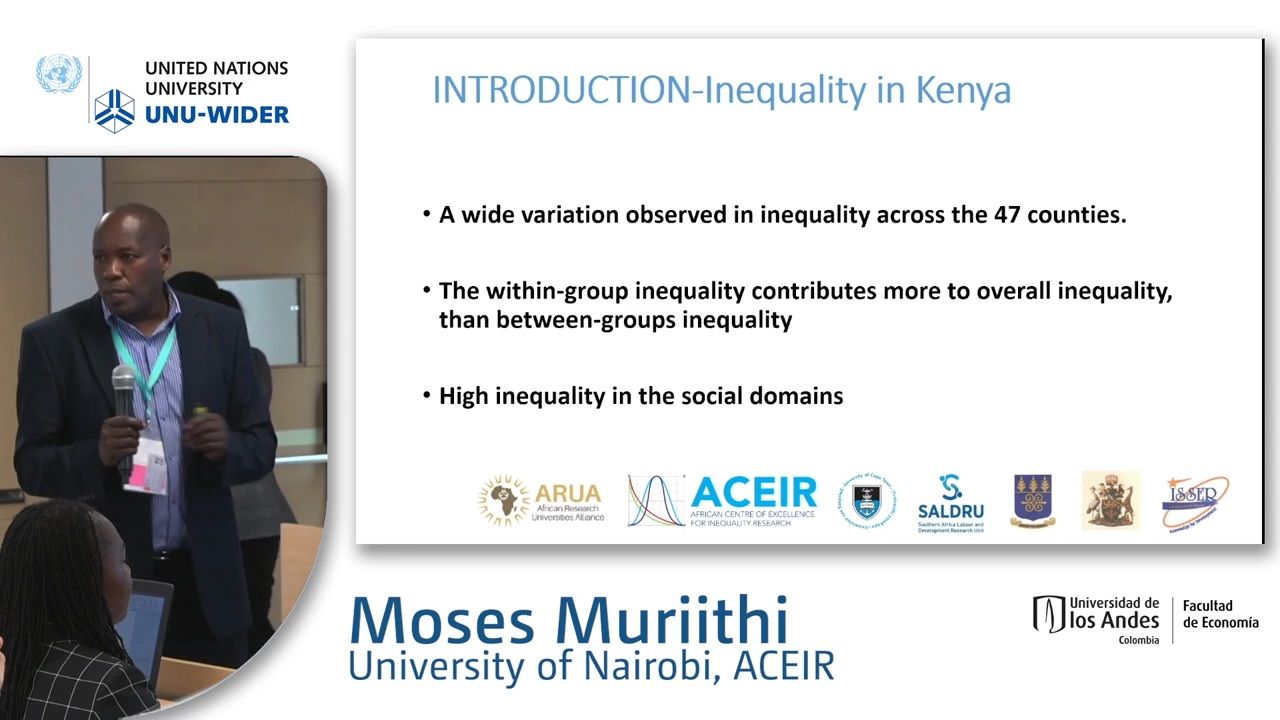 UNITED NATIONS
UNIVERSITY
UNU-WIDER
INTRODUCTION-Inequality in Kenya
• A wide variation observed in inequality across the 47 counties.
• The within-group inequality contributes more to overall inequality,
than between-groups inequality
• High inequality in the social domains
ARUA
African Research
Universities Alliance
ACEIR
AFRICAN CENTRE OF EXCELLENCE
FOR INEQUALITY RESEARCH
SALDRU
Southern Africa Labour and
Development Research Unit
ISSER
Knowledge for Development
Moses Muriithi
University of Nairobi, ACEIR
Universidad de
los Andes
Colombia
Facultad
de Economía